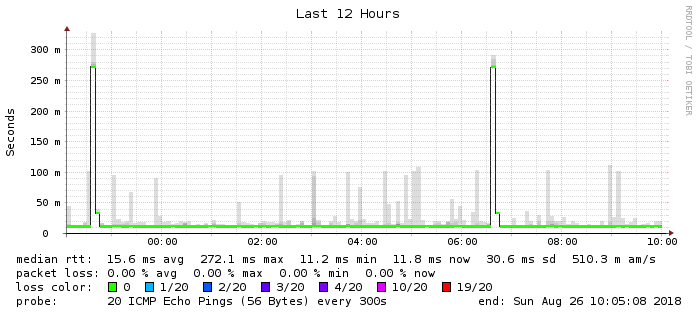 Last 12 Hours
RRDTOOL / TOBI OETIKER
Seconds
300 m
250 m
200 m
150 m
100 m
50 m
0
00:00 02:00 04:00 06:00 08:00 10:00
median rtt: 15.6 ms avg 272.1 ms max 11.2 ms min 11.8 ms now 30.6 ms sd 510.3 m am/s
packet loss: 0.00 % avg 0.00 % max 0.00 % min 0.00 % now
loss color: 0 1/20 2/20 3/20 4/20 10/20 19/20
probe: 20 ICMP Echo Pings (56 Bytes) every 300s end: Sun Aug 26 10:05:08 2018